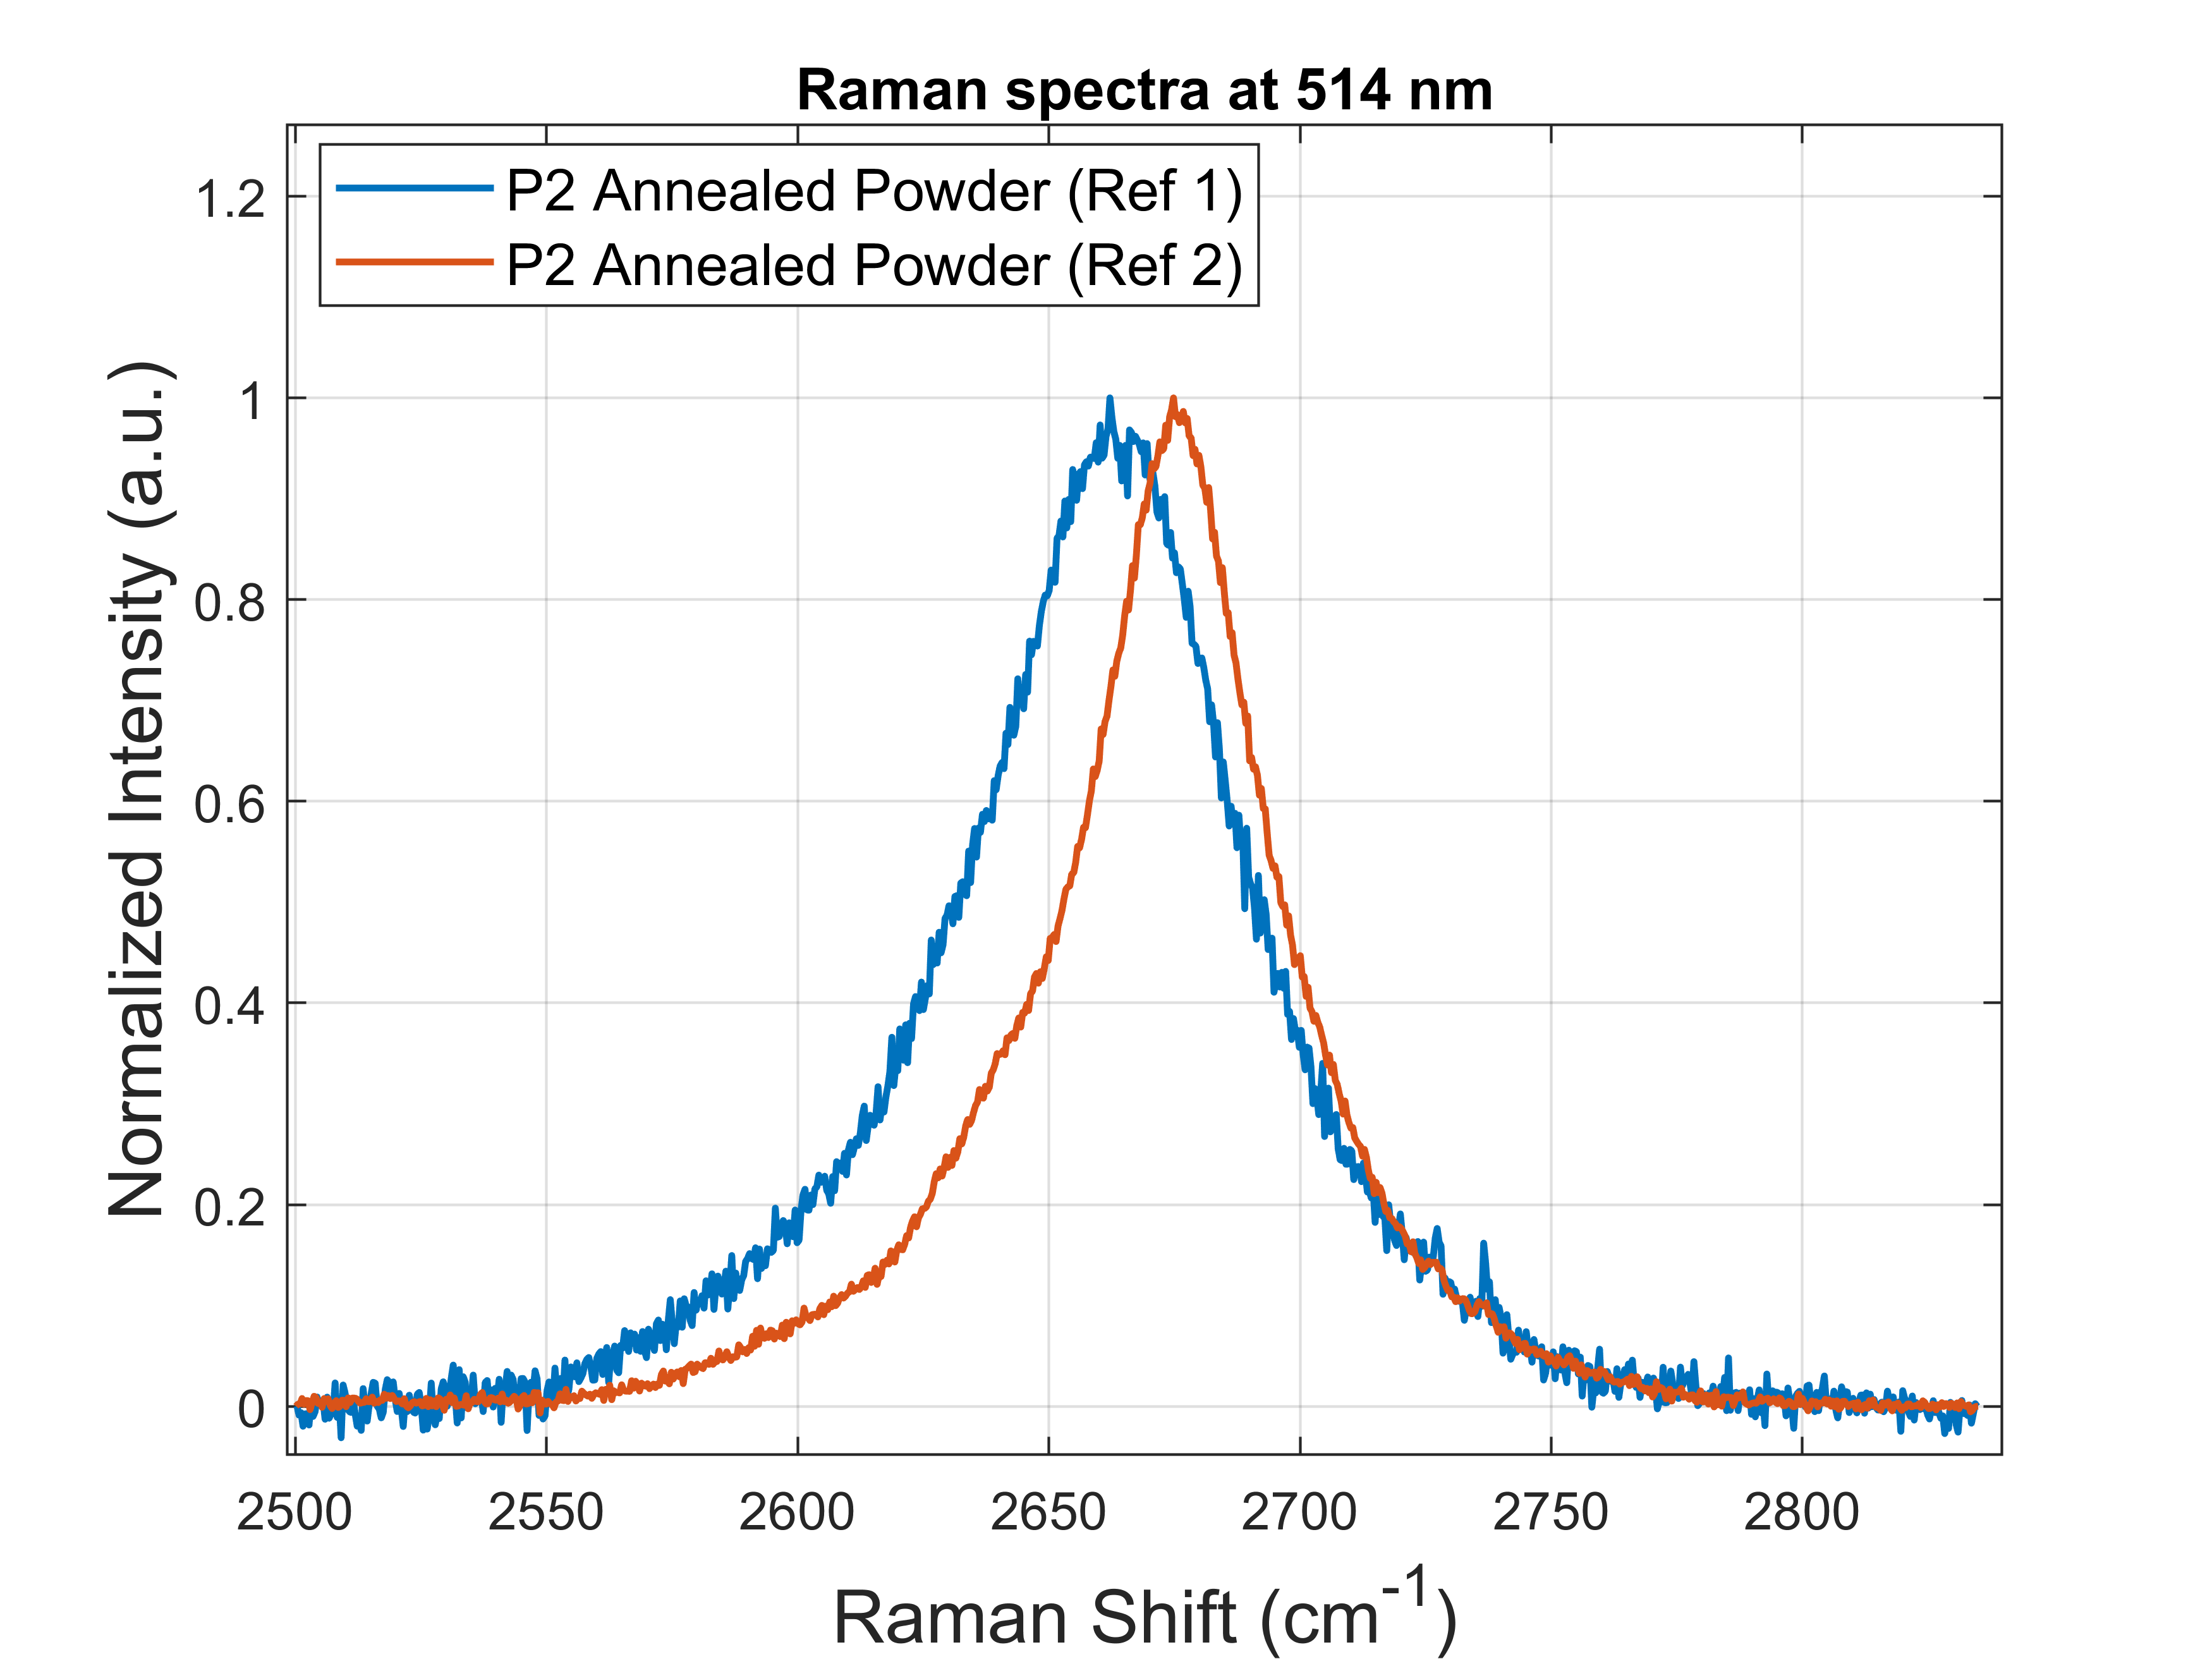 Raman spectra at 514 nm
P2 Annealed Powder (Ref 1)
P2 Annealed Powder (Ref 2)
Normalized Intensity (a.u.)
1.2
1
0.8
0.6
0.4
0.2
0
2500 2550 2600 2650 2700 2750 2800
Raman Shift (cm⁻¹)